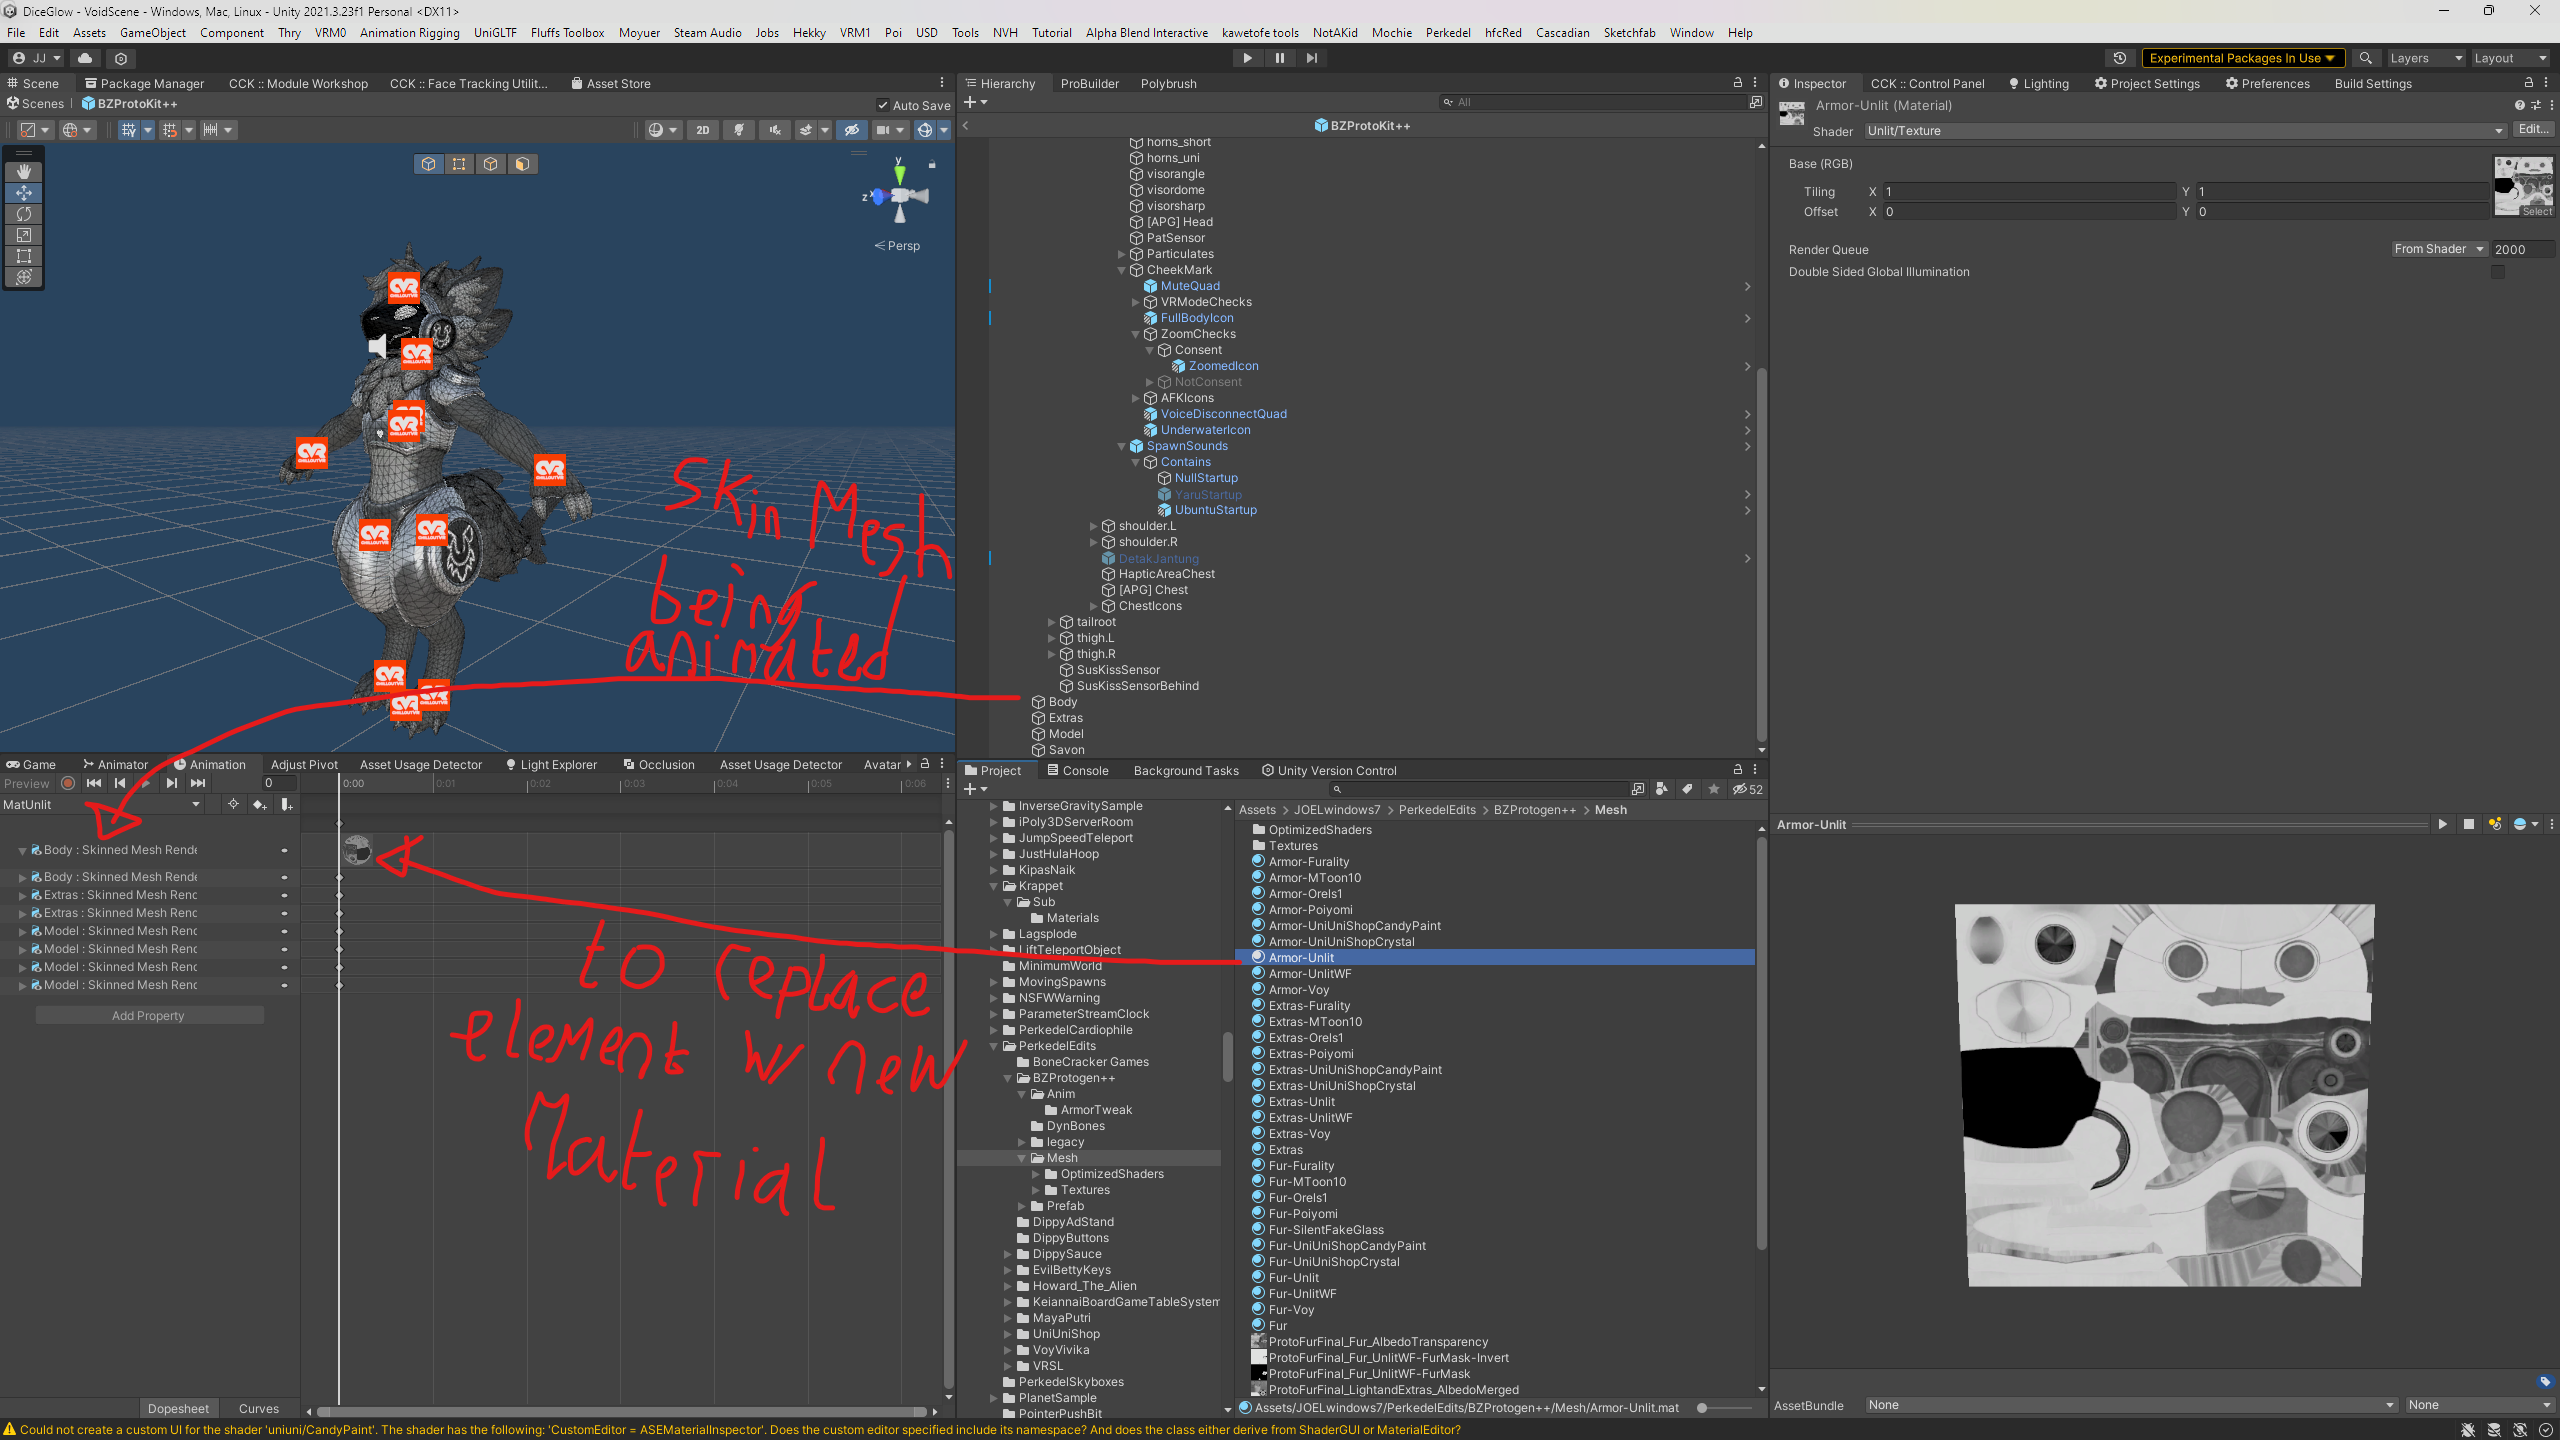 DiceGlow - VoidScene - Windows, Mac, Linux - Unity 2021.3.23f1 Personal <DX11>
File Edit Assets GameObject Component Thry VRM0 Animation Rigging UniGLTF Fluffs Toolbox Moyuer Steam Audio Jobs Hekky VRM1 Poi USD Tools NVH Tutorial Alpha Blend Interactive kawetofe tools NotAKid Mochie Perkedel hfcRed Cascadian Sketchfab Window Help
JJ
Experimental Packages In Use
Layers
Layout
Scene Package Manager CCK :: Module Workshop CCK :: Face Tracking Utilit... Asset Store
Scenes BZProtoKit++
Auto Save
2D
y
z
x
Persp
CVR
CHILLOUTVR
Skin Mesh
being
animated
Hierarchy ProBuilder Polybrush
All
BZProtoKit++
horns_short
horns_uni
visorangle
visordome
visorsharp
[APG] Head
PatSensor
Particulates
CheekMark
MuteQuad
VRModeChecks
FullBodyIcon
ZoomChecks
Consent
ZoomedIcon
NotConsent
AFKIcons
VoiceDisconnectQuad
UnderwaterIcon
SpawnSounds
Contains
NullStartup
YaruStartup
UbuntuStartup
shoulder.L
shoulder.R
DetakJantung
HapticAreaChest
[APG] Chest
ChestIcons
tailroot
thigh.L
thigh.R
SusKissSensor
SusKissSensorBehind
Body
Extras
Model
Savon
Inspector CCK :: Control Panel Lighting Project Settings Preferences Build Settings
Armor-Unlit (Material)
Shader Unlit/Texture Edit...
Base (RGB)
Tiling X 1 Y 1
Offset X 0 Y 0
Select
Render Queue From Shader 2000
Double Sided Global Illumination
Game Animator Animation Adjust Pivot Asset Usage Detector Light Explorer Occlusion Asset Usage Detector Avatar
Preview 0 0:00 0:01 0:02 0:03 0:04 0:05 0:06
MatUnlit
Body : Skinned Mesh Rende
Body : Skinned Mesh Rende
Extras : Skinned Mesh Renc
Extras : Skinned Mesh Renc
Model : Skinned Mesh Renc
Model : Skinned Mesh Renc
Model : Skinned Mesh Renc
Model : Skinned Mesh Renc
Add Property
to replace
element w/ new
Material
Dopesheet Curves
Project Console Background Tasks Unity Version Control
52
InverseGravitySample
iPoly3DServerRoom
JumpSpeedTeleport
JustHulaHoop
KipasNaik
Krappet
Sub
Materials
Lagsplode
LiftTeleportObject
MinimumWorld
MovingSpawns
NSFWWarning
ParameterStreamClock
PerkedelCardiophile
PerkedelEdits
BoneCracker Games
BZProtogen++
Anim
ArmorTweak
DynBones
legacy
Mesh
OptimizedShaders
Textures
Prefab
DippyAdStand
DippyButtons
DippySauce
EvilBettyKeys
Howard_The_Alien
KeiannaiBoardGameTableSystem
MayaPutri
UniUniShop
VoyVivika
VRSL
PerkedelSkyboxes
PlanetSample
PointerPushBit
Assets > JOELwindows7 > PerkedelEdits > BZProtogen++ > Mesh
OptimizedShaders
Textures
Armor-Furality
Armor-MToon10
Armor-Orels1
Armor-Poiyomi
Armor-UniUniShopCandyPaint
Armor-UniUniShopCrystal
Armor-Unlit
Armor-UnlitWF
Armor-Voy
Extras-Furality
Extras-MToon10
Extras-Orels1
Extras-Poiyomi
Extras-UniUniShopCandyPaint
Extras-UniUniShopCrystal
Extras-Unlit
Extras-UnlitWF
Extras-Voy
Extras
Fur-Furality
Fur-MToon10
Fur-Orels1
Fur-Poiyomi
Fur-SilentFakeGlass
Fur-UniUniShopCandyPaint
Fur-UniUniShopCrystal
Fur-Unlit
Fur-UnlitWF
Fur-Voy
Fur
ProtoFurFinal_Fur_AlbedoTransparency
ProtoFurFinal_Fur_UnlitWF-FurMask-Invert
ProtoFurFinal_Fur_UnlitWF-FurMask
ProtoFurFinal_LightandExtras_AlbedoMerged
Assets/JOELwindows7/PerkedelEdits/BZProtogen++/Mesh/Armor-Unlit.mat
Armor-Unlit
AssetBundle None None
Could not create a custom UI for the shader 'uniuni/CandyPaint'. The shader has the following: 'CustomEditor = ASEMaterialInspector'. Does the custom editor specified include its namespace? And does the class either derive from ShaderGUI or MaterialEditor?